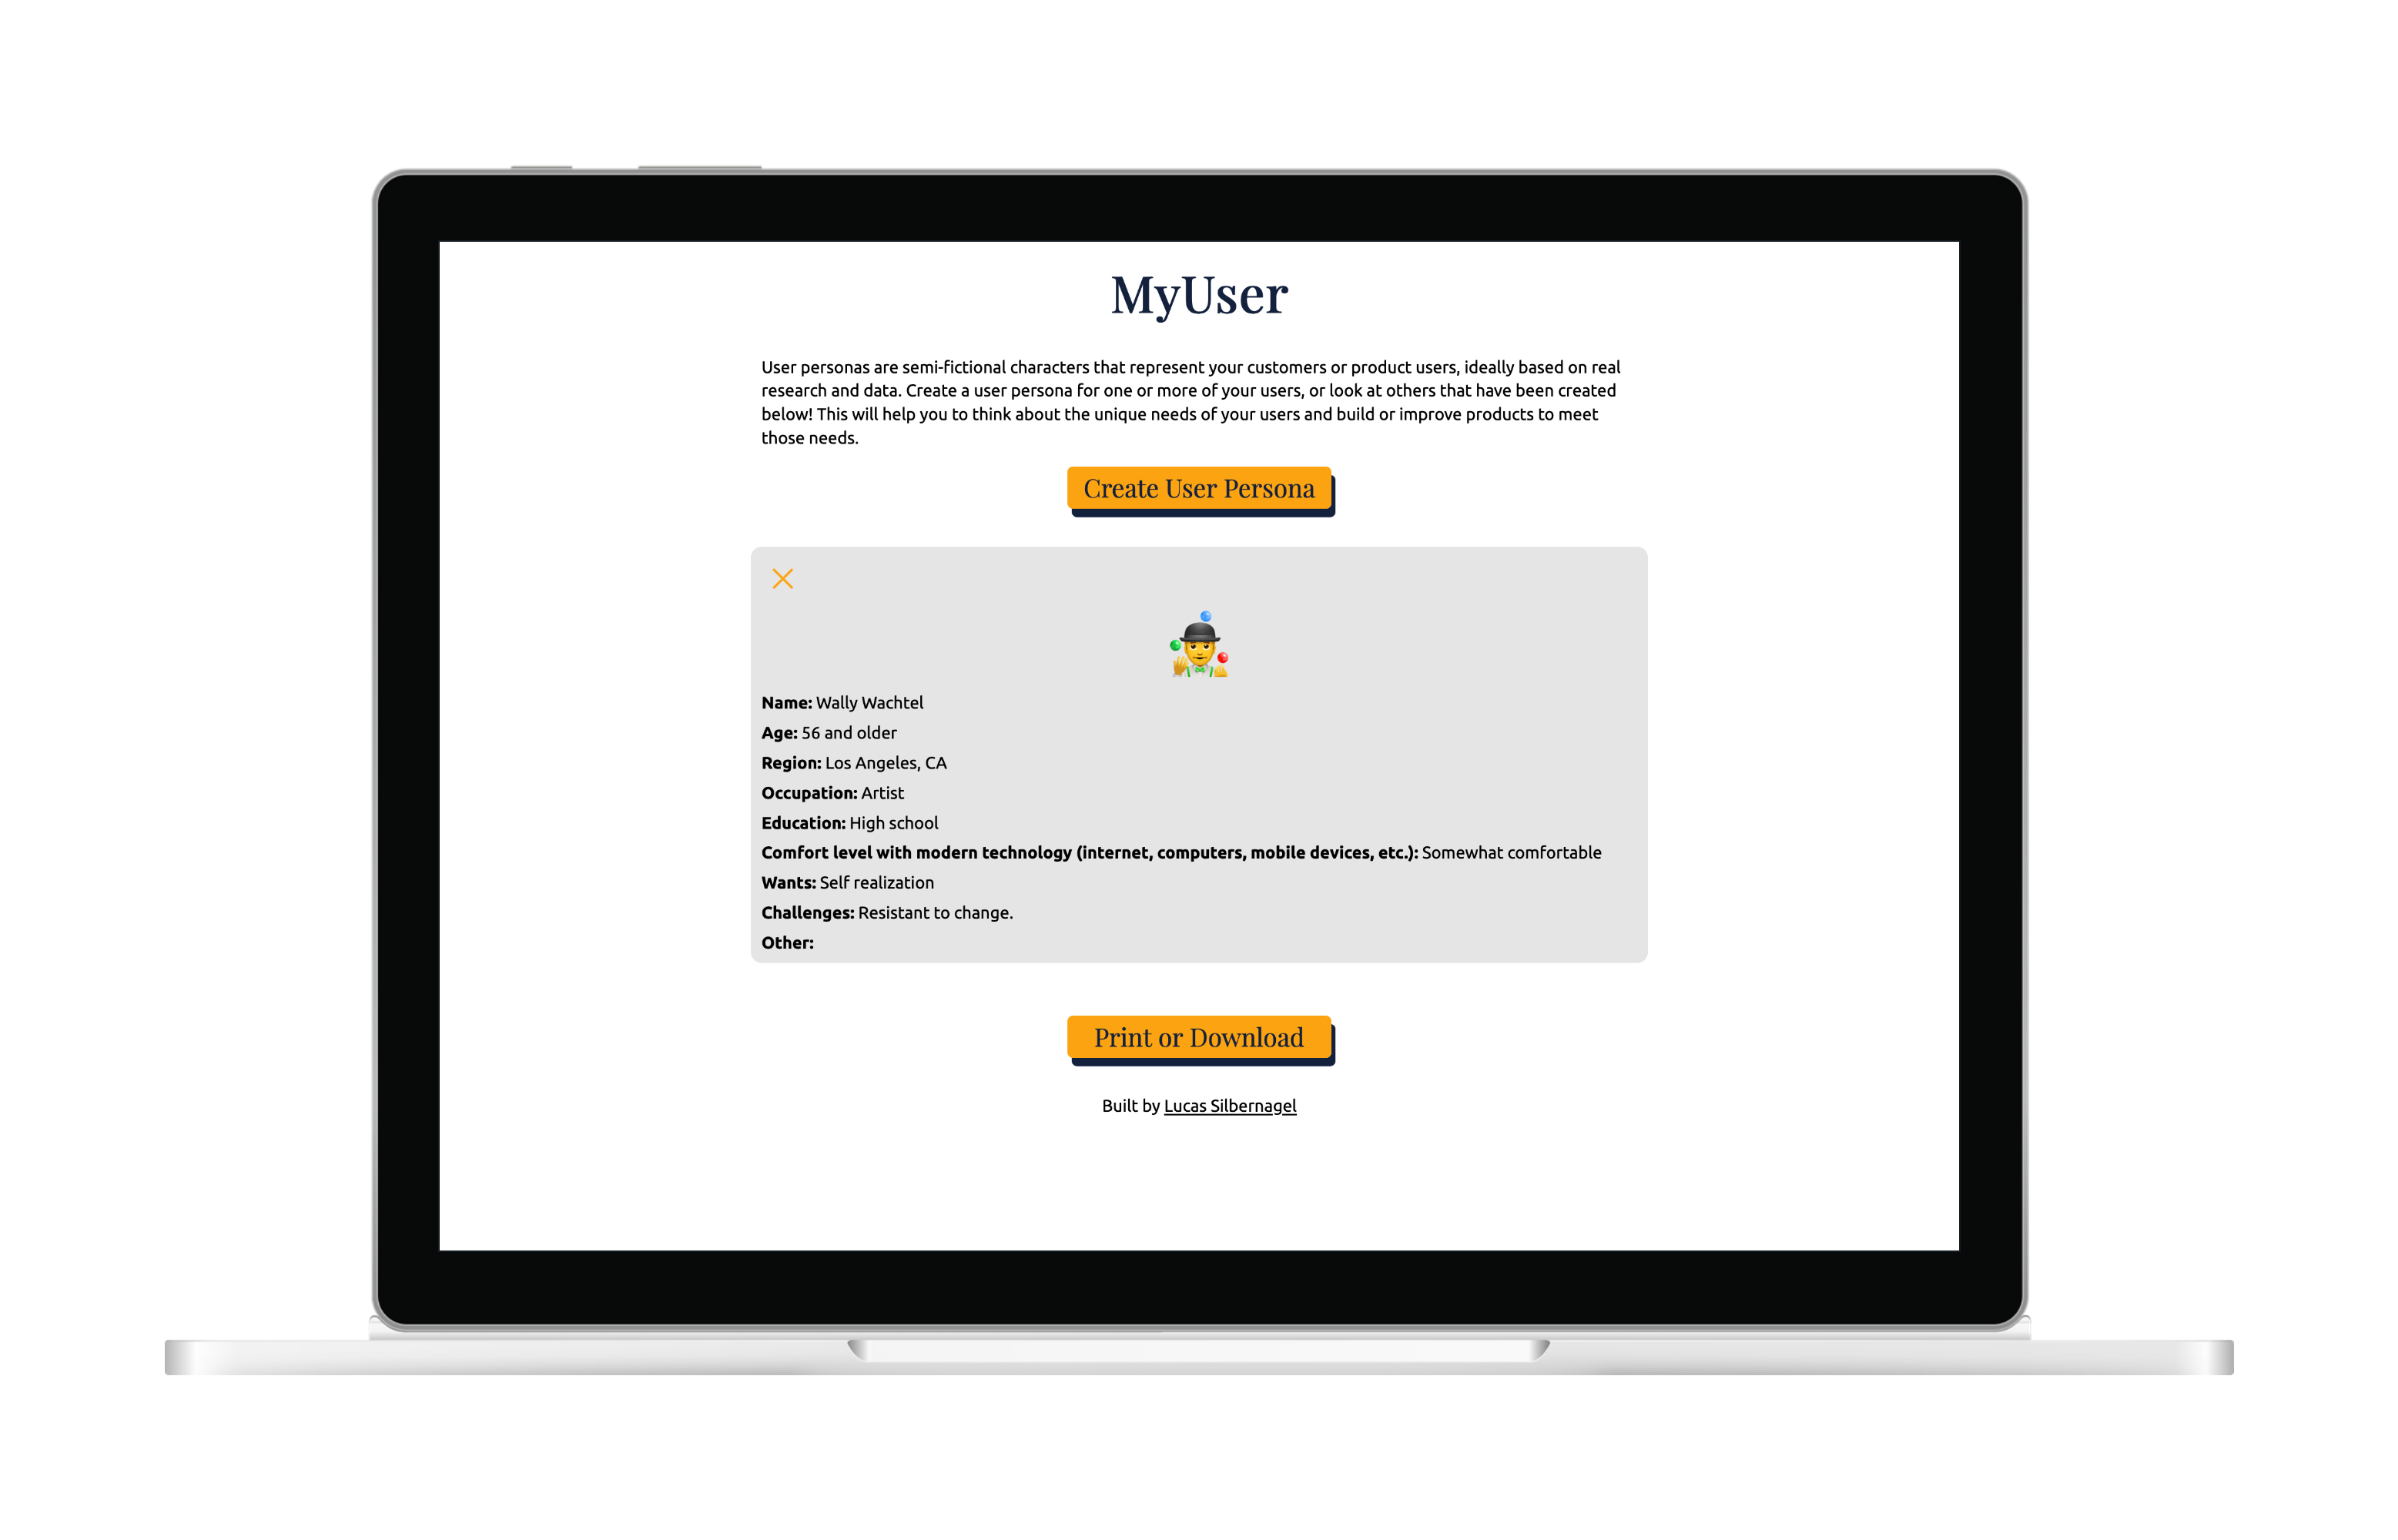 MyUser
User personas are semi-fictional characters that represent your customers or product users, ideally based on real
research and data. Create a user persona for one or more of your users, or look at others that have been created
below! This will help you to think about the unique needs of your users and build or improve products to meet
those needs.
Create User Persona
Name: Wally Wachtel
Age: 56 and older
Region: Los Angeles, CA
Occupation: Artist
Education: High school
Comfort level with modern technology (internet, computers, mobile devices, etc.): Somewhat comfortable
Wants: Self realization
Challenges: Resistant to change.
Other:
Print or Download
Built by Lucas Silbernagel